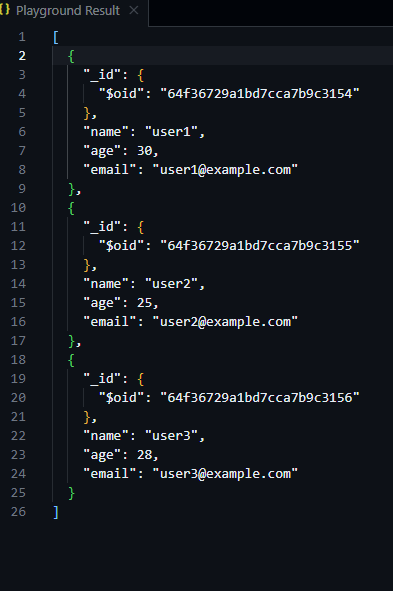 {} Playground Result ×
1 [
2 {
3 "_id": {
4 "$oid": "64f36729a1bd7cca7b9c3154"
5 },
6 "name": "user1",
7 "age": 30,
8 "email": "user1@example.com"
9 },
10 {
11 "_id": {
12 "$oid": "64f36729a1bd7cca7b9c3155"
13 },
14 "name": "user2",
15 "age": 25,
16 "email": "user2@example.com"
17 },
18 {
19 "_id": {
20 "$oid": "64f36729a1bd7cca7b9c3156"
21 },
22 "name": "user3",
23 "age": 28,
24 "email": "user3@example.com"
25 }
26 ]